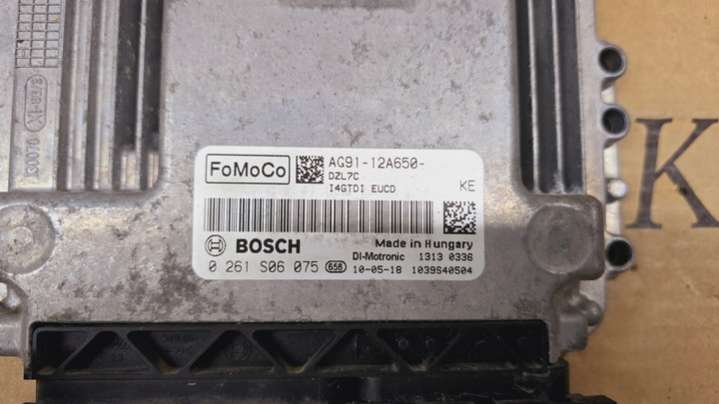 FoMoCo
AG91-12A650-
DZL7C
I4GTDI EUCD
KE
BOSCH
Made in Hungary
DI-Motronic 1313 0336
0 261 S06 075 658 10-05-18 1039S40504
K